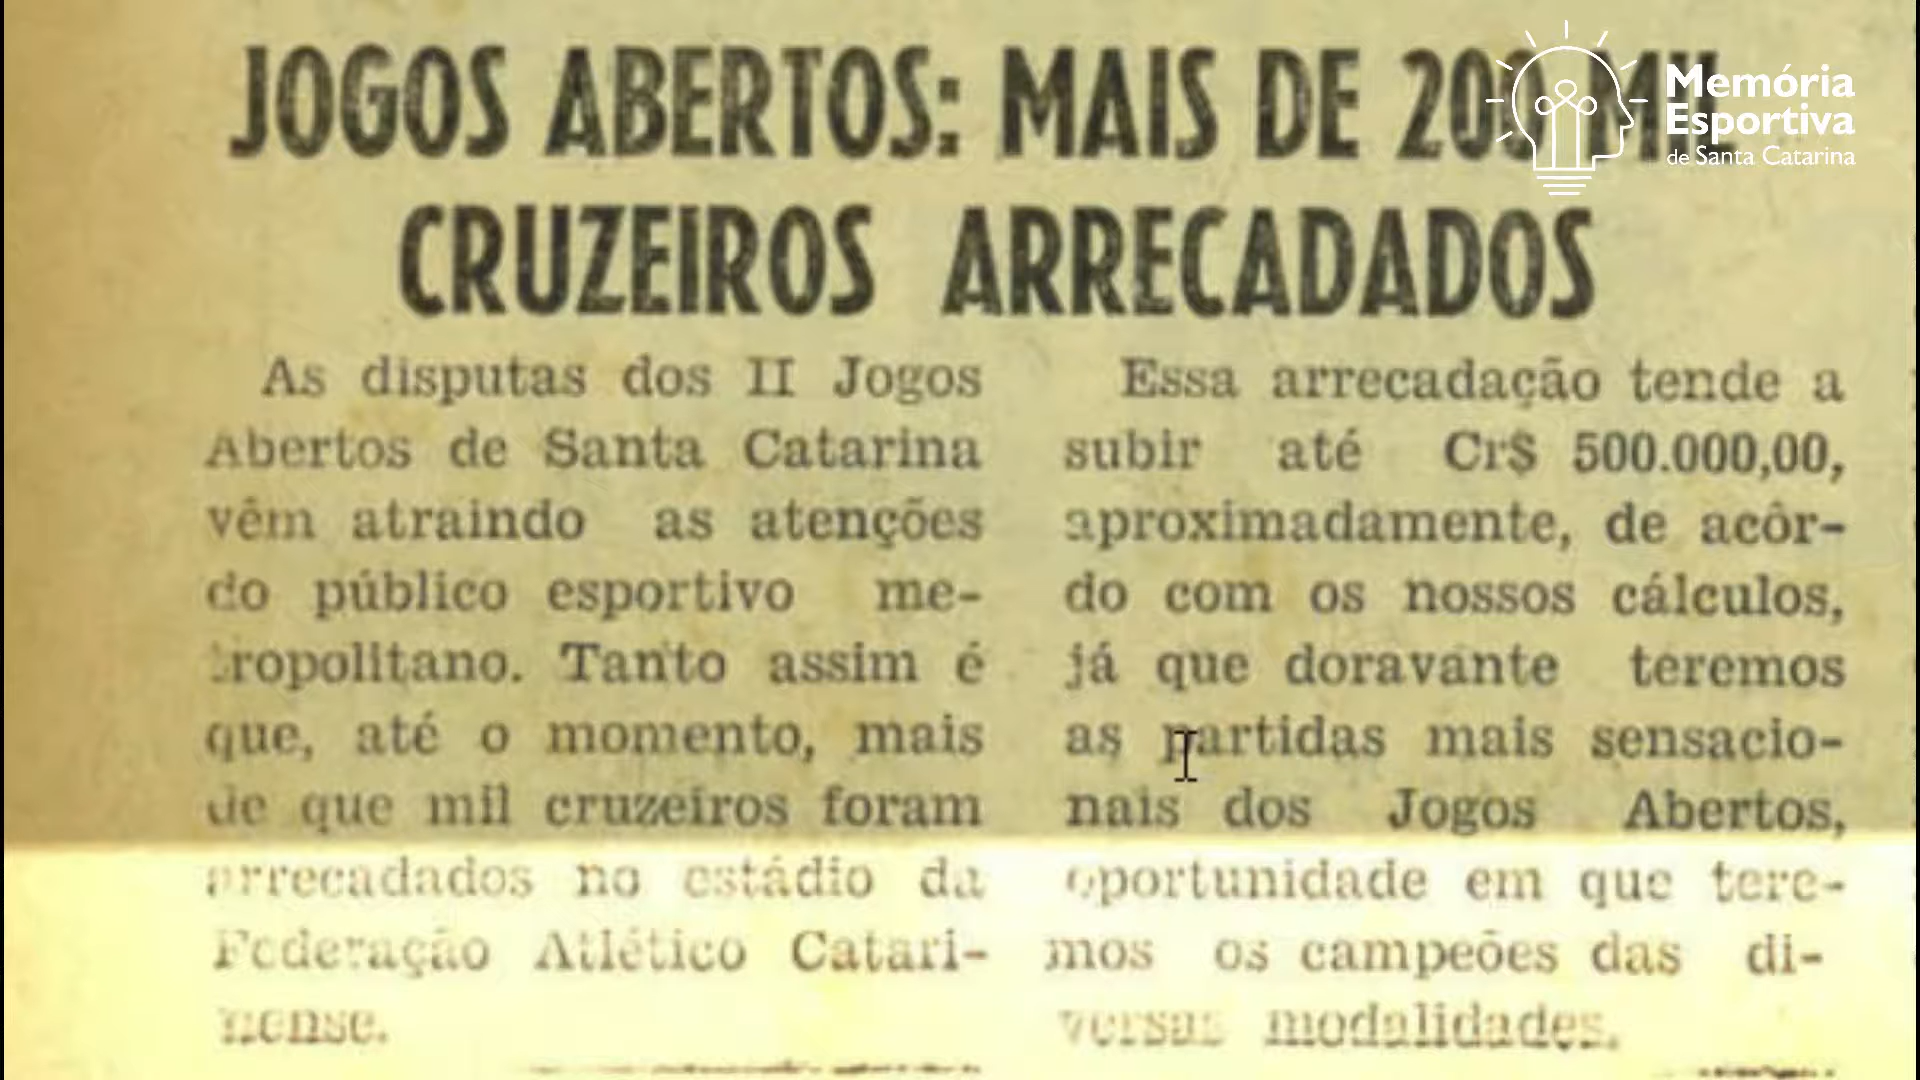 JOGOS ABERTOS: MAIS DE 200 MIL
CRUZEIROS ARRECADADOS
As disputas dos II Jogos
Abertos de Santa Catarina
vêm atraindo as atenções
do público esportivo me-
tropolitano. Tanto assim é
que, até o momento, mais
de que mil cruzeiros foram
arrecadados no estádio da
Federação Atlético Catari-
nense.
Essa arrecadação tende a
subir até Cr$ 500.000,00,
aproximadamente, de acôr-
do com os nossos cálculos,
já que doravante teremos
as partidas mais sensacio-
nais dos Jogos Abertos,
oportunidade em que tere-
mos os campeões das di-
versas modalidades.
Memória
Esportiva
de Santa Catarina